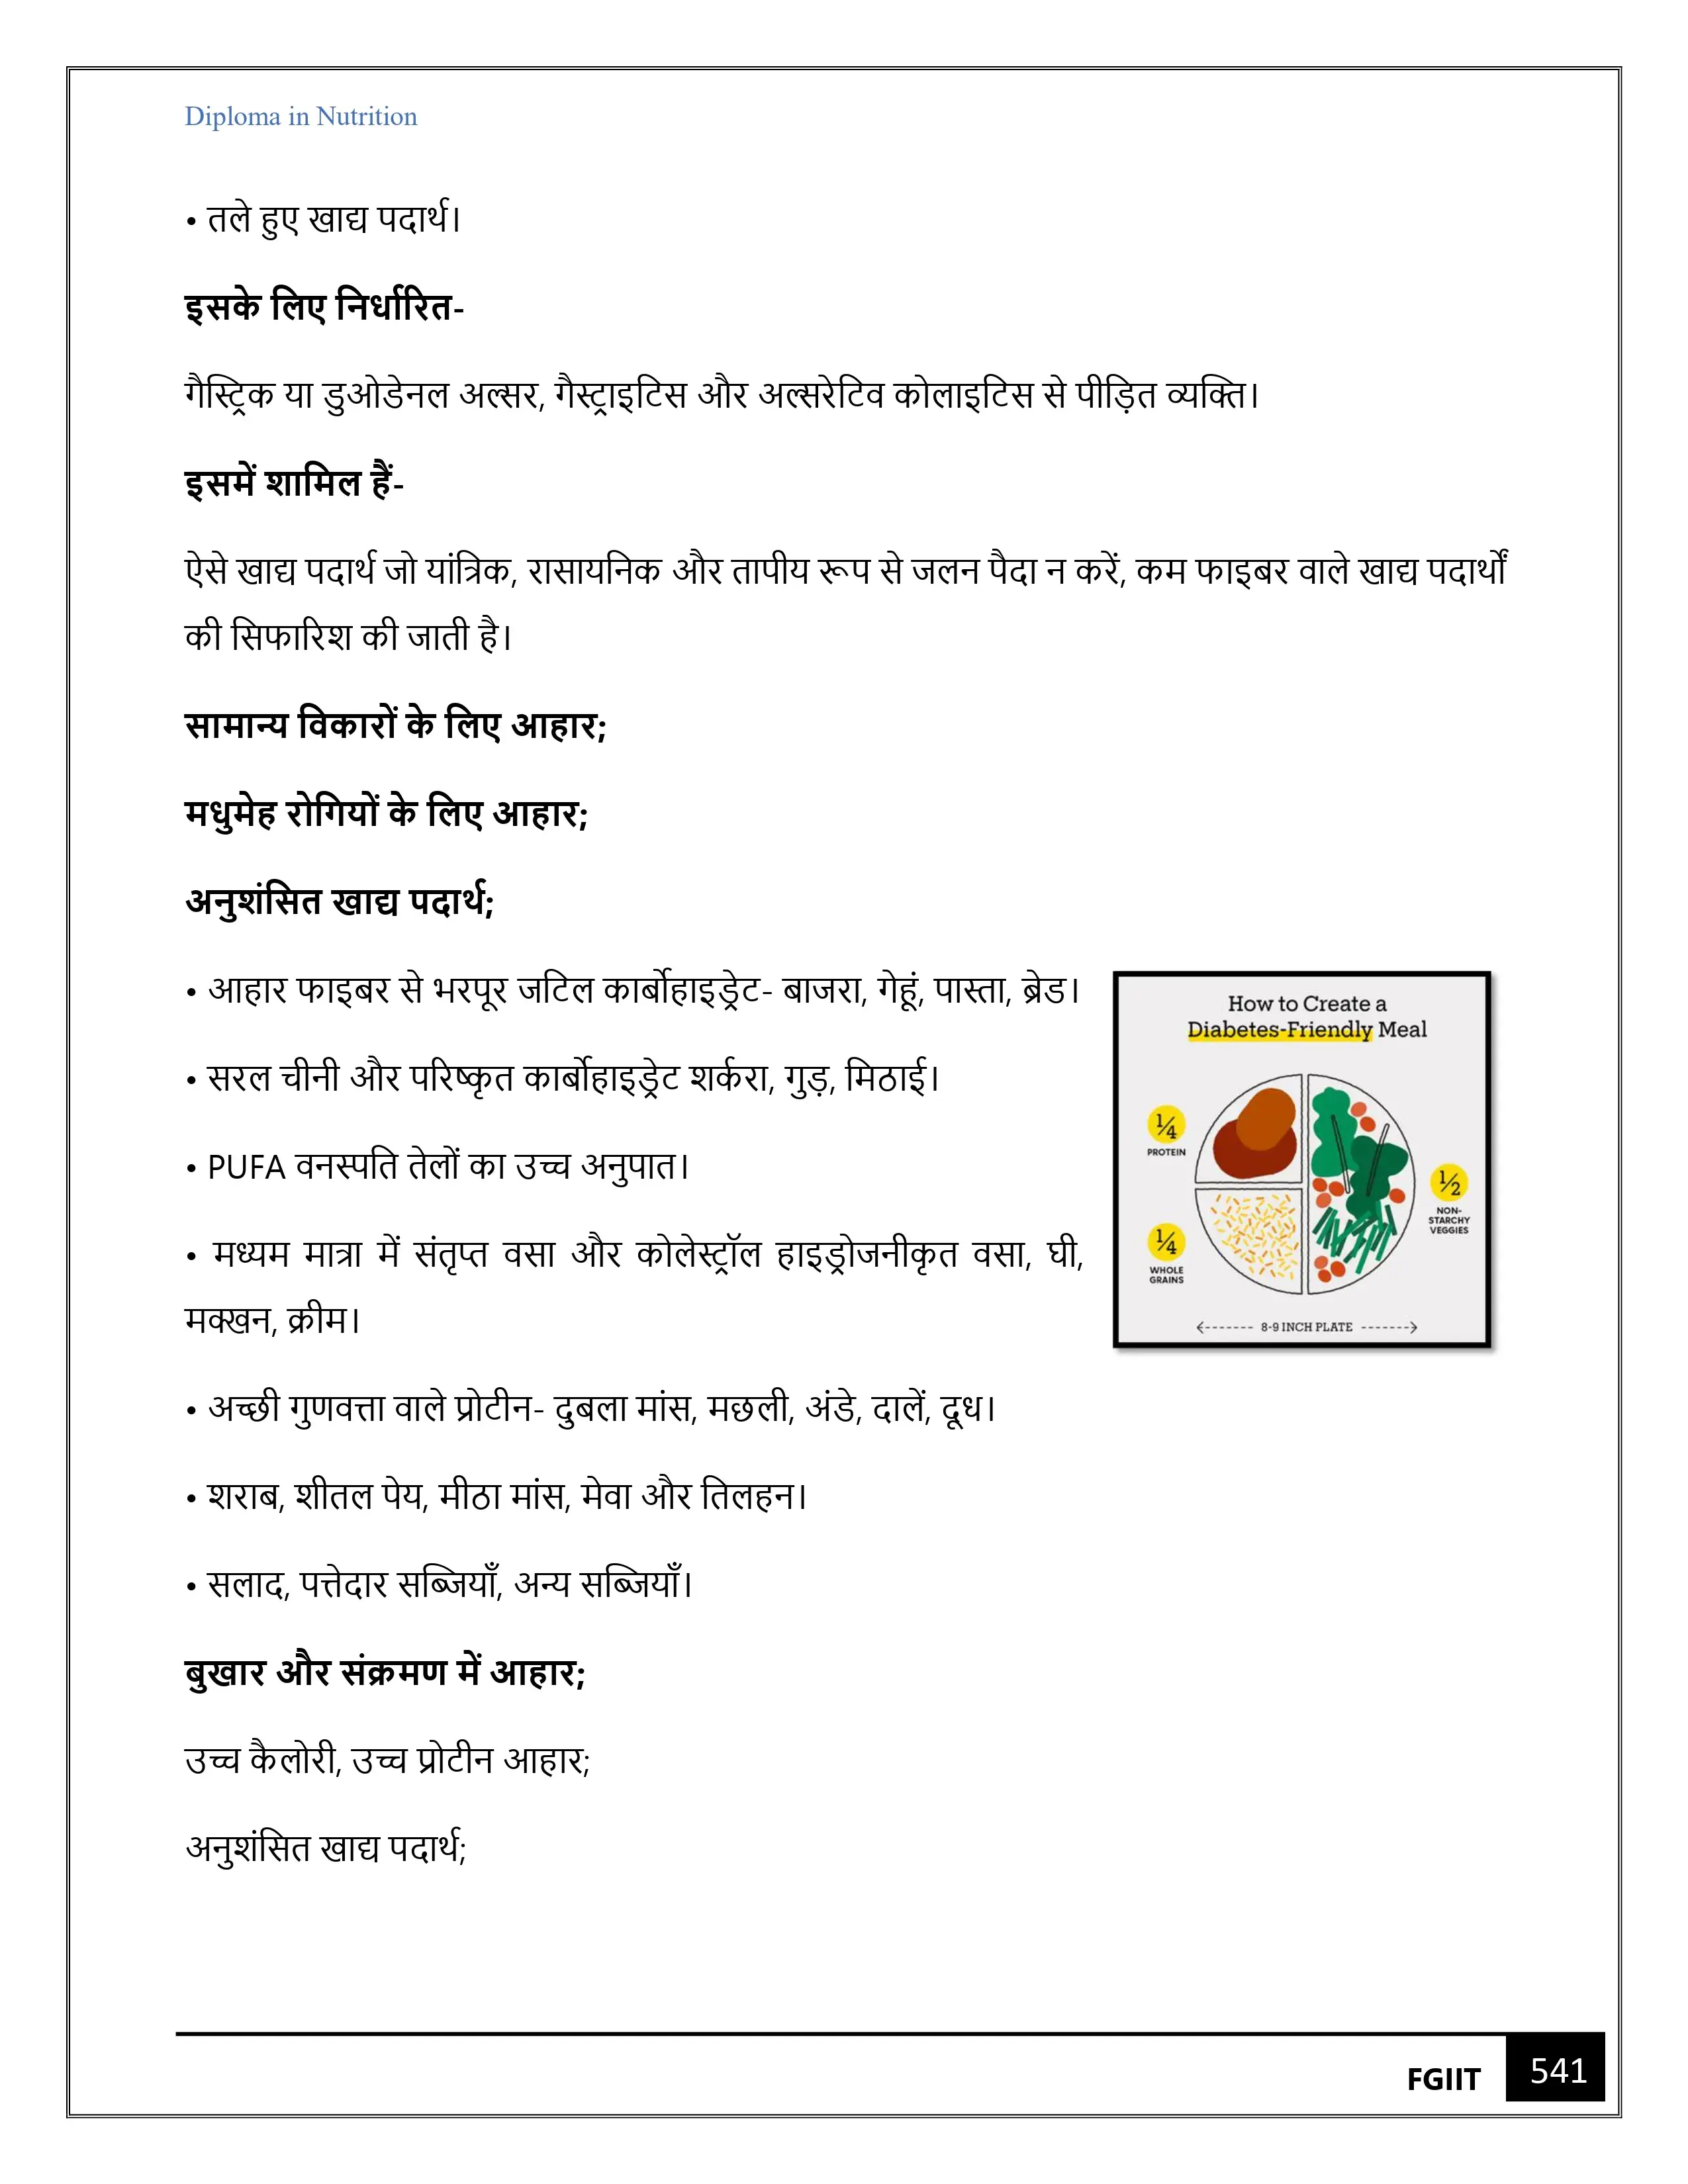 Diploma in Nutrition
• तले हुए खाद्य पदार्थ।
इसके लिए निर्धारित-
गैस्ट्रिक या डुओडेनल अल्सर, गैस्ट्राइटिस और अल्सरेटिव कोलाइटिस से पीड़ित व्यक्ति।
इसमें शामिल हैं-
ऐसे खाद्य पदार्थ जो यांत्रिक, रासायनिक और तापीय रूप से जलन पैदा न करें, कम फाइबर वाले खाद्य पदार्थों
की सिफारिश की जाती है।
सामान्य विकारों के लिए आहार;
मधुमेह रोगियों के लिए आहार;
अनुशंसित खाद्य पदार्थ;
• आहार फाइबर से भरपूर जटिल कार्बोहाइड्रेट- बाजरा, गेहूं, पास्ता, ब्रेड।
• सरल चीनी और परिष्कृत कार्बोहाइड्रेट शर्करा, गुड़, मिठाई।
• PUFA वनस्पति तेलों का उच्च अनुपात।
• मध्यम मात्रा में संतृप्त वसा और कोलेस्ट्रॉल हाइड्रोजनीकृत वसा, घी,
मक्खन, क्रीम।
How to Create a
Diabetes-Friendly Meal
1/4
PROTEIN
1/2
NON-
STARCHY
VEGGIES
1/4
WHOLE
GRAINS
8-9 INCH PLATE
• अच्छी गुणवत्ता वाले प्रोटीन- दुबला मांस, मछली, अंडे, दालें, दूध।
• शराब, शीतल पेय, मीठा मांस, मेवा और तिलहन।
• सलाद, पत्तेदार सब्जियाँ, अन्य सब्जियाँ।
बुखार और संक्रमण में आहार;
उच्च कैलोरी, उच्च प्रोटीन आहार;
अनुशंसित खाद्य पदार्थ;
FGIIT 541